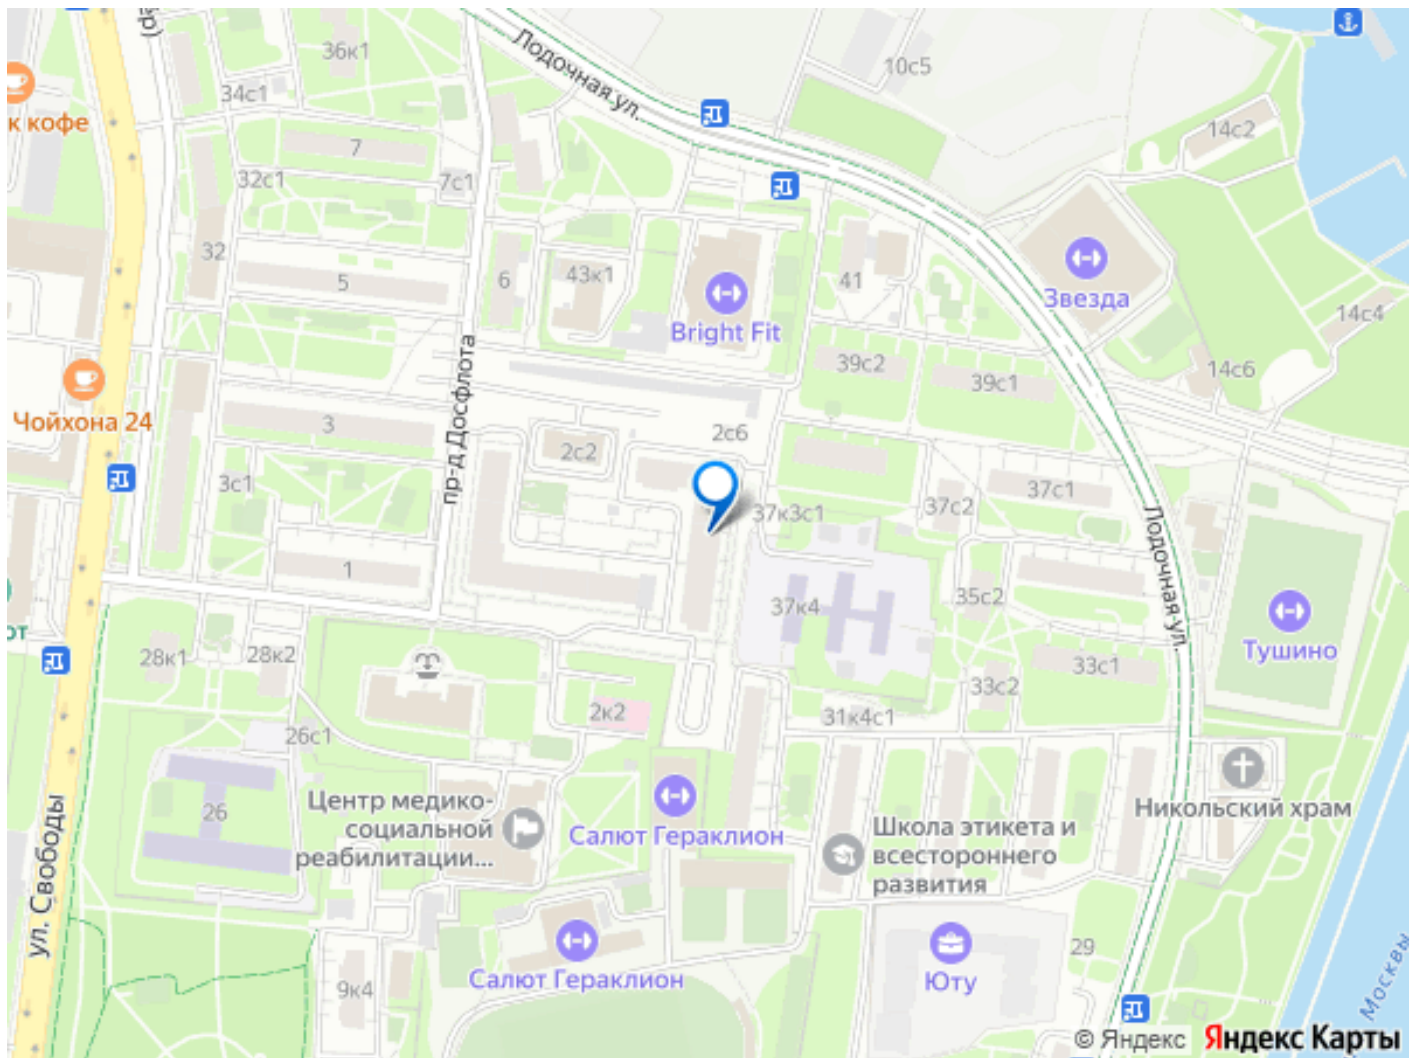 ер)
36к1
Лодочная ул.
10с5
34с1
к кофе
14с2
7
32с1
7с1
32
5
6
43к1
41
Звезда
Bright Fit
14с4
39с2
14с6
39с1
Чойхона 24
3
пр-д Досфлота
2с6
2с2
3с1
37с1
37с2
37к3с1
Лодочная ул.
1
35с2
37к4
от
Тушино
28к1
28к2
33с1
33с2
2к2
31к4с1
26с1
Никольский храм
26
Центр медико-
социальной
реабилитации...
Салют Гераклион
Школа этикета и
всестороннего
развития
ул. Свободы
29
Салют Гераклион
Юту
9к4
Москвы
© Яндекс Яндекс Карты